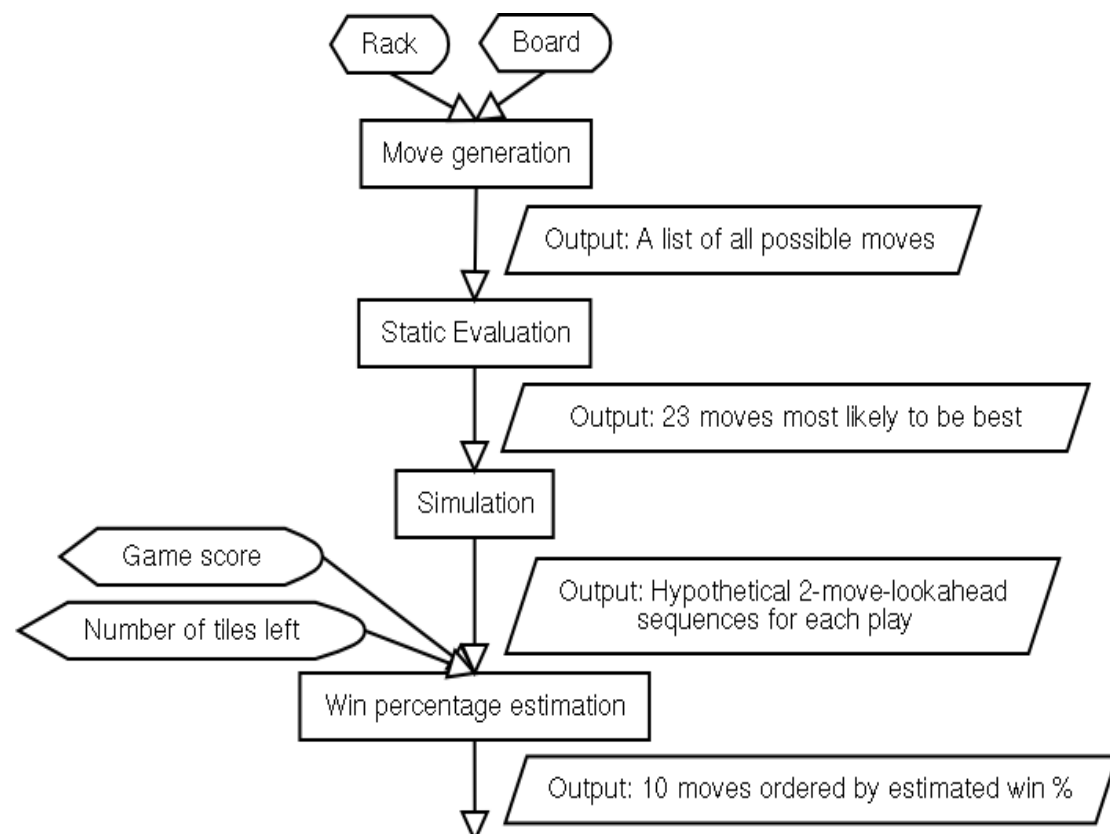 Rack
Board
Move generation
Output: A list of all possible moves
Static Evaluation
Output: 23 moves most likely to be best
Simulation
Game score
Output: Hypothetical 2-move-lookahead
sequences for each play
Number of tiles left
Win percentage estimation
Output: 10 moves ordered by estimated win %